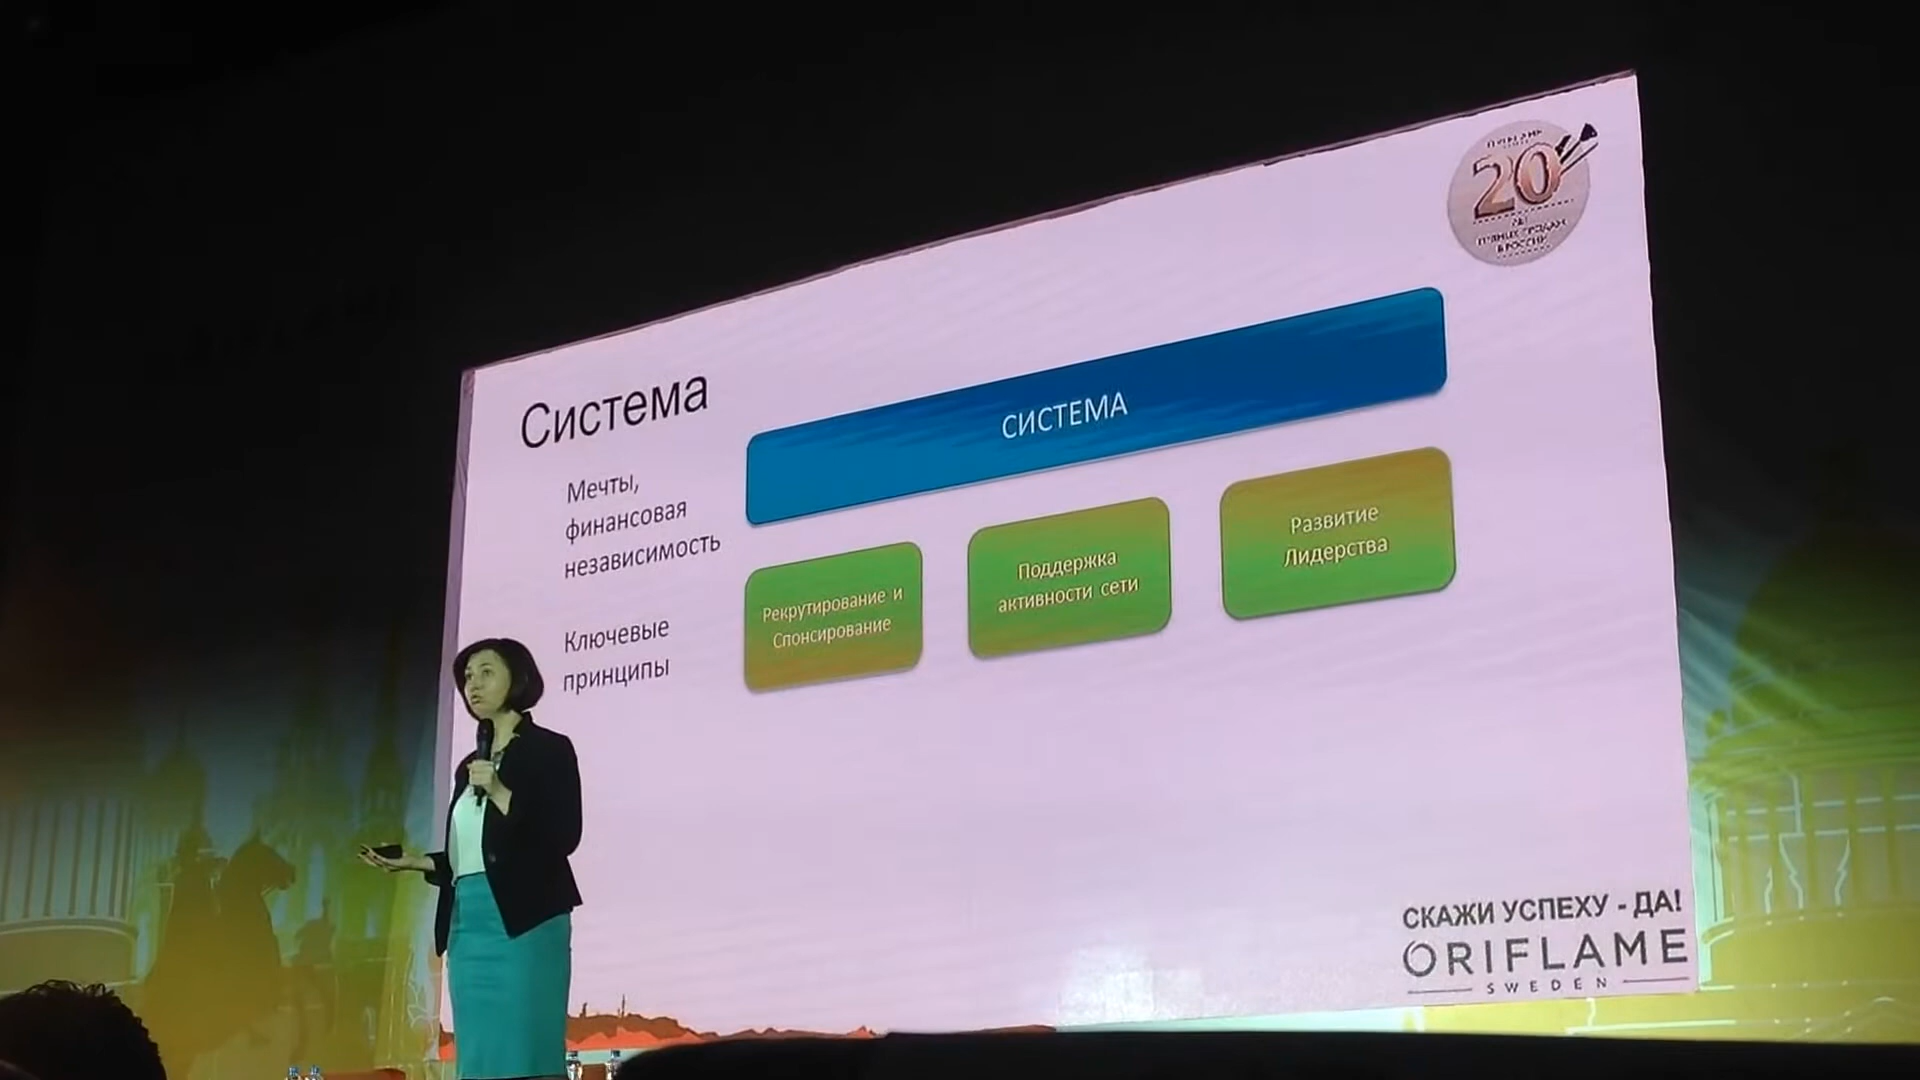 20
Система
СИСТЕМА
Мечты,
финансовая
независимость
Рекрутирование и
Спонсирование
Поддержка
активности сети
Развитие
Лидерства
Ключевые
принципы
СКАЖИ УСПЕХУ - ДА!
ORIFLAME
SWEDEN